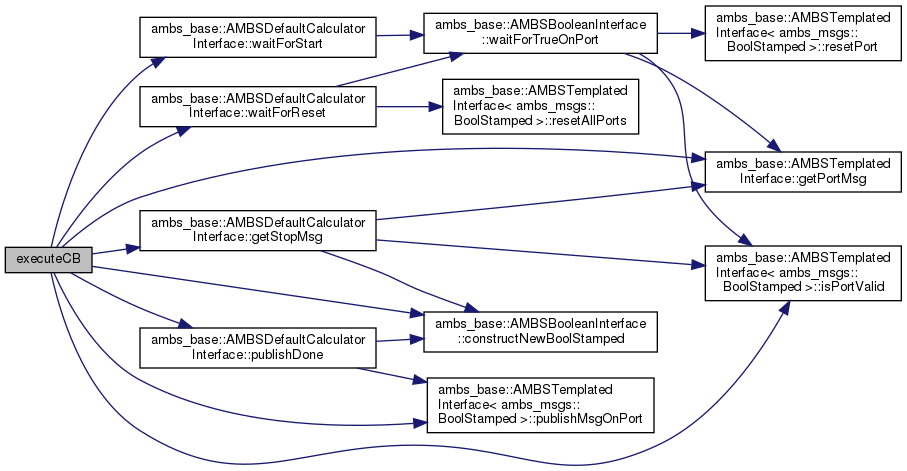 executeCB
ambs_base::AMBSDefaultCalculator
Interface::waitForStart
ambs_base::AMBSDefaultCalculator
Interface::waitForReset
ambs_base::AMBSDefaultCalculator
Interface::getStopMsg
ambs_base::AMBSDefaultCalculator
Interface::publishDone
ambs_base::AMBSBooleanInterface
::waitForTrueOnPort
ambs_base::AMBSTemplated
Interface< ambs_msgs::
BoolStamped >::resetAllPorts
ambs_base::AMBSBooleanInterface
::constructNewBoolStamped
ambs_base::AMBSTemplated
Interface< ambs_msgs::
BoolStamped >::publishMsgOnPort
ambs_base::AMBSTemplated
Interface< ambs_msgs::
BoolStamped >::resetPort
ambs_base::AMBSTemplated
Interface::getPortMsg
ambs_base::AMBSTemplated
Interface< ambs_msgs::
BoolStamped >::isPortValid